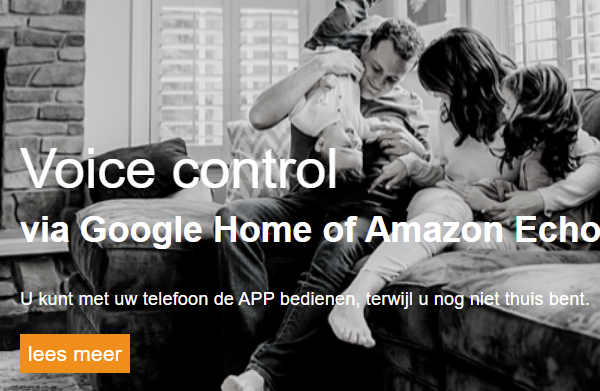 Voice control
via Google Home of Amazon Echo
U kunt met uw telefoon de APP bedienen, terwijl u nog niet thuis bent.
lees meer